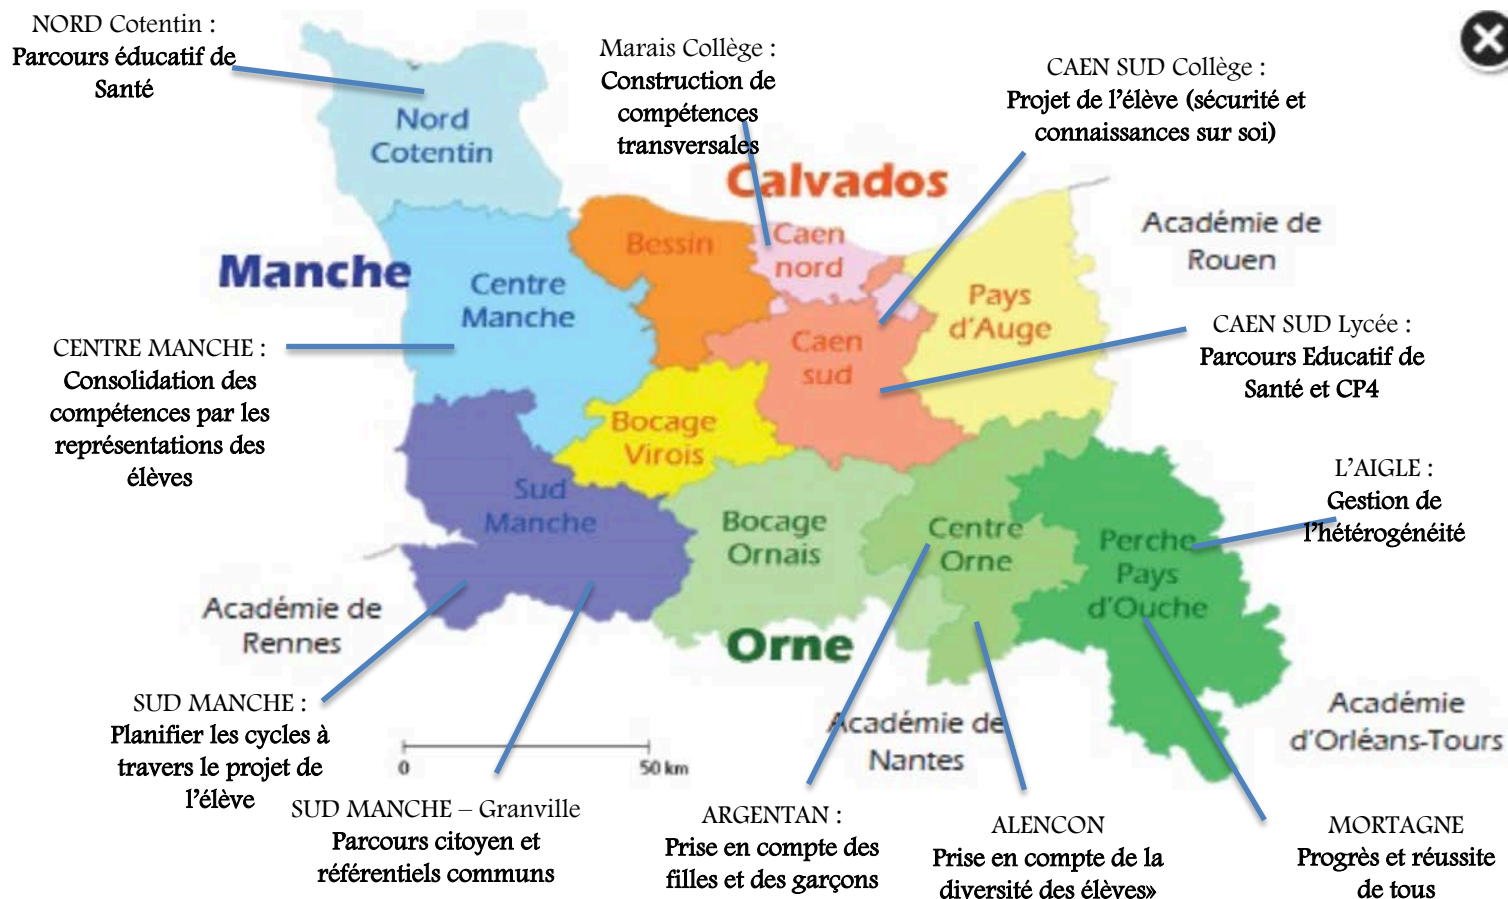 NORD Cotentin :
Parcours éducatif de
Santé
Marais Collège :
Construction de
compétences
transversales
CAEN SUD Collège :
Projet de l’élève (sécurité et
connaissances sur soi)
Nord
Cotentin
Calvados
Manche
Bessin
Caen
nord
Académie de
Rouen
Centre
Manche
Pays
d’Auge
Caen
sud
CENTRE MANCHE :
Consolidation des
compétences par les
représentations des
élèves
CAEN SUD Lycée :
Parcours Educatif de
Santé et CP4
Bocage
Virois
L’AIGLE :
Gestion de
l’hétérogénéité
Sud
Manche
Bocage
Ornais
Centre
Orne
Perche
Pays
d’Ouche
Académie de
Rennes
Orne
SUD MANCHE :
Planifier les cycles à
travers le projet de
l’élève
Académie de
Nantes
Académie
d’Orléans-Tours
0
50 km
SUD MANCHE – Granville
Parcours citoyen et
référentiels communs
ARGENTAN :
Prise en compte des
filles et des garçons
ALENCON
Prise en compte de la
diversité des élèves»
MORTAGNE
Progrès et réussite
de tous